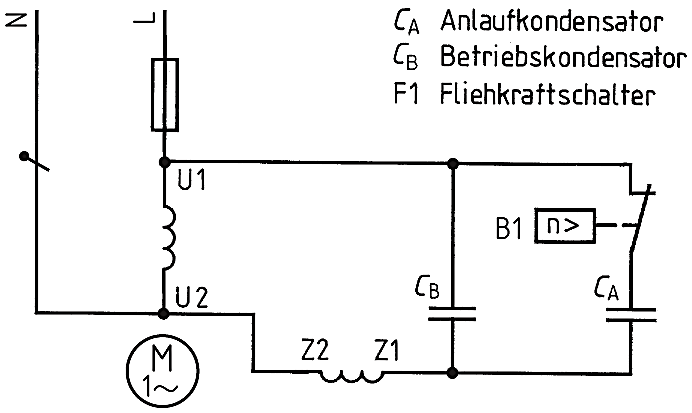 N
L
C_A Anlaufkondensator
C_B Betriebskondensator
F1 Fliehkraftschalter
U1
B1
n>
U2
C_B
C_A
Z2
Z1
M
1~